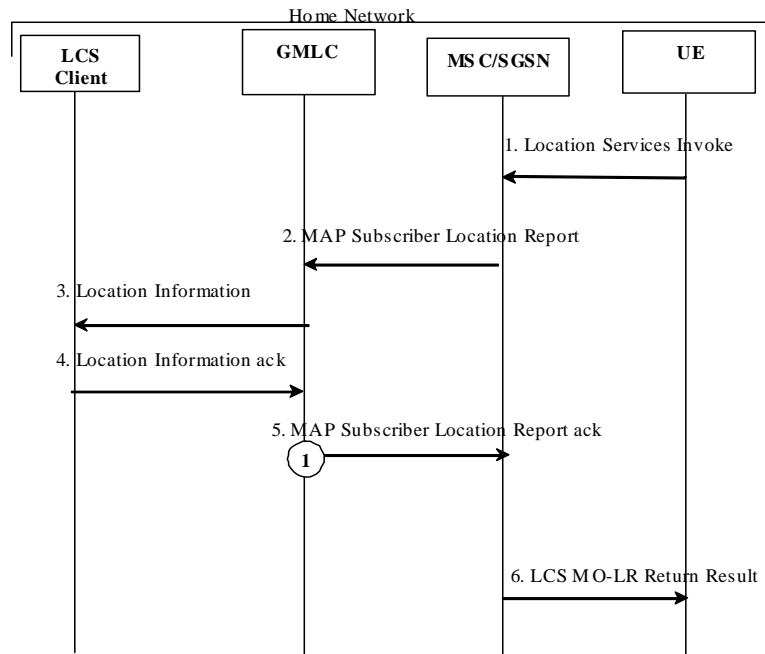 Home Network
LCS
Client
GMLC
MSC/SGSN
UE
1. Location Services Invoke
2. MAP Subscriber Location Report
3. Location Information
4. Location Information ack
5. MAP Subscriber Location Report ack
1
6. LCS MO-LR Return Result